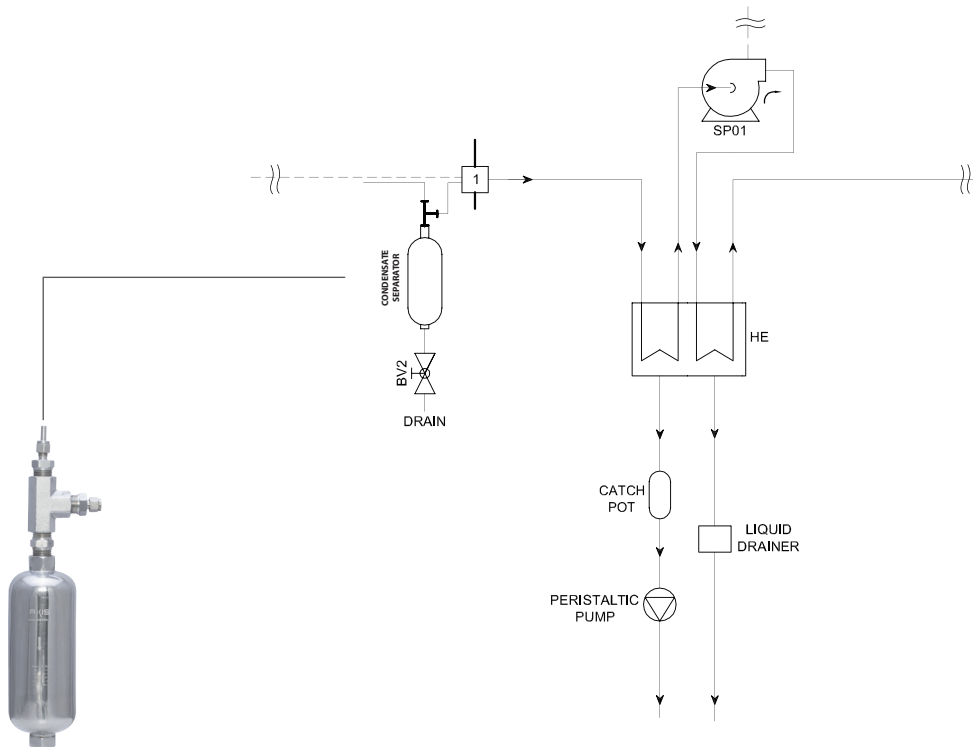 SP01
1
CONDENSATE
SEPARATOR
HE
BV2
DRAIN
CATCH
POT
LIQUID
DRAINER
PERISTALTIC
PUMP